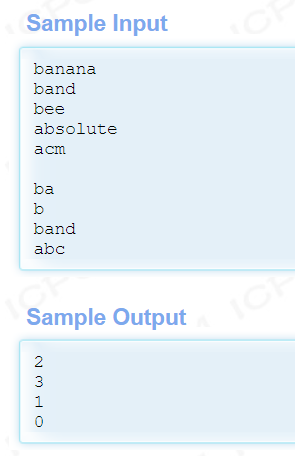 Sample Input
banana
band
bee
absolute
acm

ba
b
band
abc
Sample Output
2
3
1
0